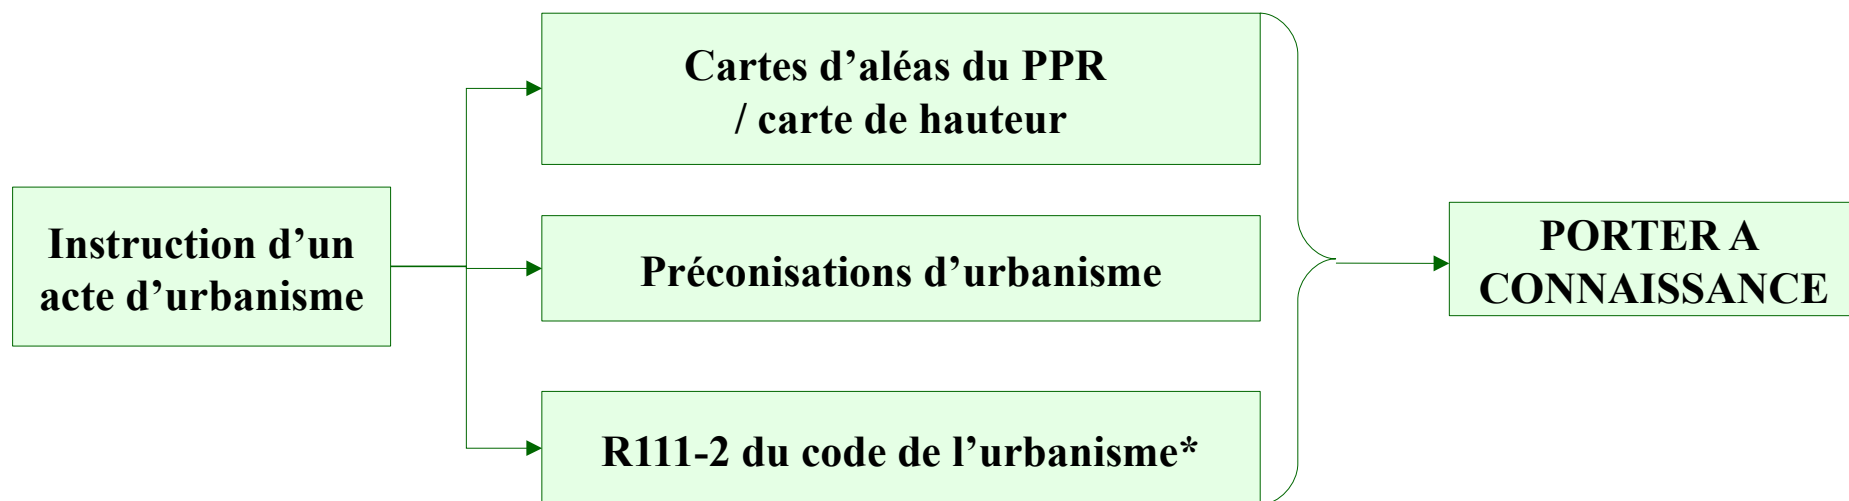 Cartes d’aléas du PPR
/ carte de hauteur
Instruction d’un
acte d’urbanisme
Préconisations d’urbanisme
PORTER A
CONNAISSANCE
R111-2 du code de l’urbanisme*